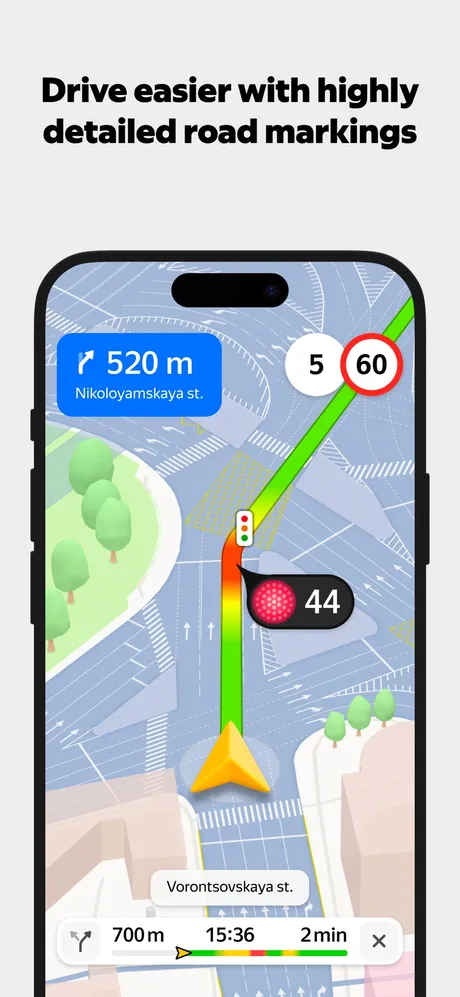 Drive easier with highly
detailed road markings
520 m
Nikoloyamskaya st.
5
60
44
Vorontsovskaya st.
700 m
15:36
2 min